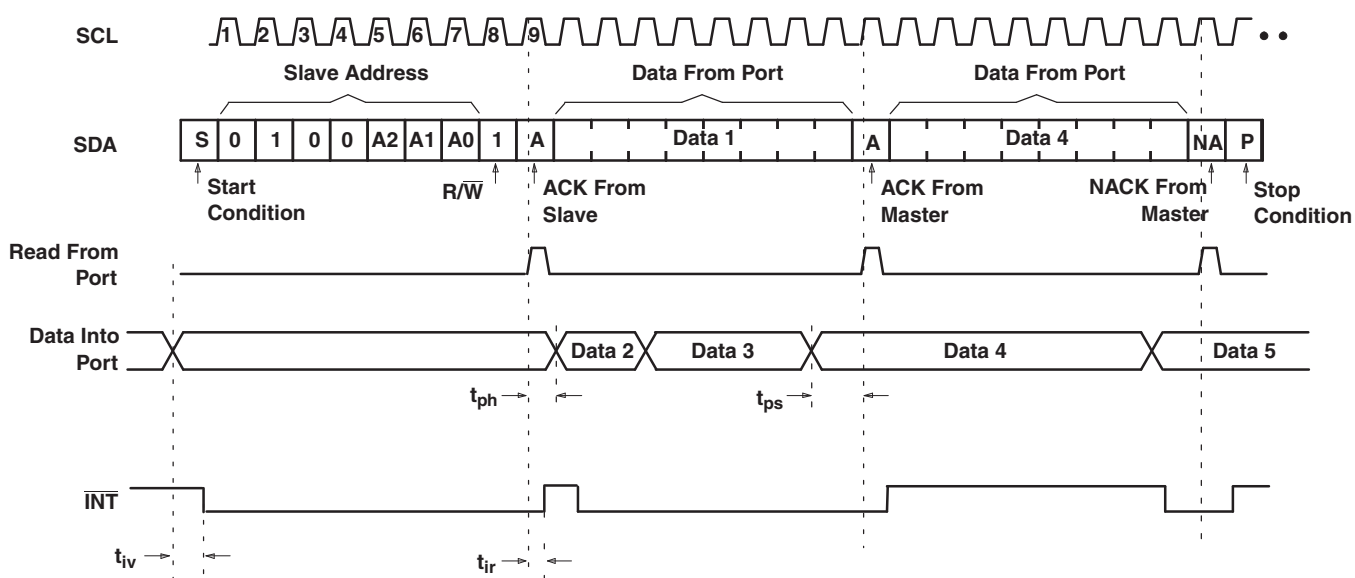 SCL
1 2 3 4 5 6 7 8 9
Slave Address
Data From Port
Data From Port
SDA
S 0 1 0 0 A2 A1 A0 1 A Data 1 A Data 4 NA P
Start
Condition
R/W
ACK From
Slave
ACK From
Master
NACK From
Master
Stop
Condition
Read From
Port
Data Into
Port
Data 2 Data 3 Data 4 Data 5
tph
tps
INT
tiv
tir